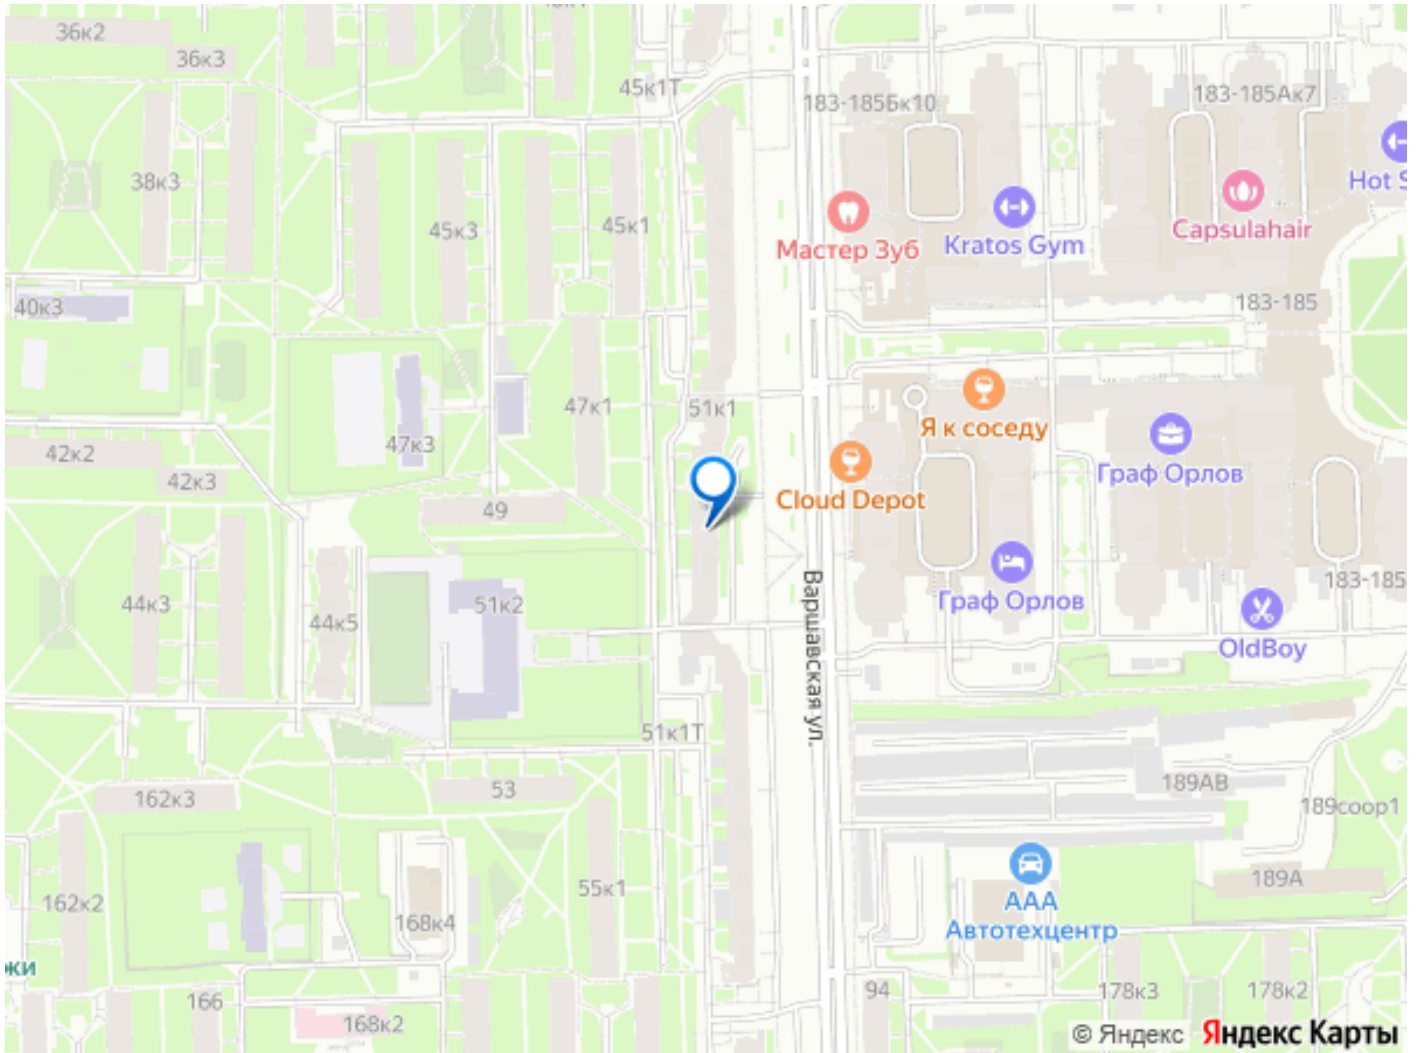 36к2
36к3
45к1Т
183-185Бк10
183-185Ак7
38к3
45к3
45к1
Мастер Зуб
Kratos Gym
Capsulahair
Hot S
40к3
183-185
47к1
51к1
47к3
Я к соседу
Граф Орлов
42к2
42к3
49
Cloud Depot
44к3
44к5
51к2
Варшавская ул.
Граф Орлов
183-185
OldBoy
51к1Т
162к3
53
189АВ
189соор1
55к1
189А
162к2
168к4
ААА
Автотехцентр
жи
166
168к2
94
178к3
178к2
© Яндекс
Яндекс Карты